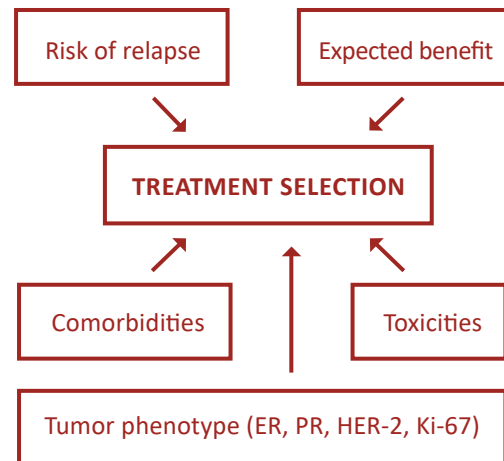 Risk of relapse
Expected benefit
TREATMENT SELECTION
Comorbidities
Toxicities
Tumor phenotype (ER, PR, HER-2, Ki-67)